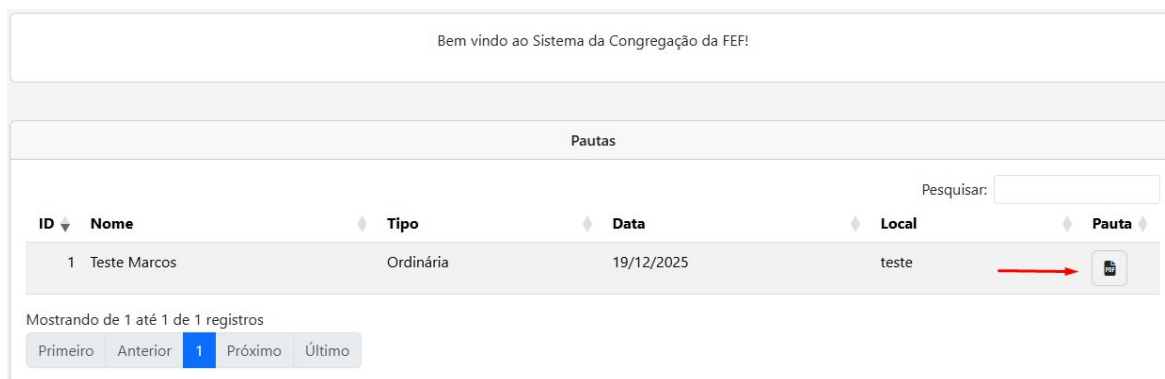 Bem vindo ao Sistema da Congregação da FEF!
Pautas
Pesquisar:
ID Nome Tipo Data Local Pauta
1 Teste Marcos Ordinária 19/12/2025 teste PDF
Mostrando de 1 até 1 de 1 registros
Primeiro Anterior 1 Próximo Último